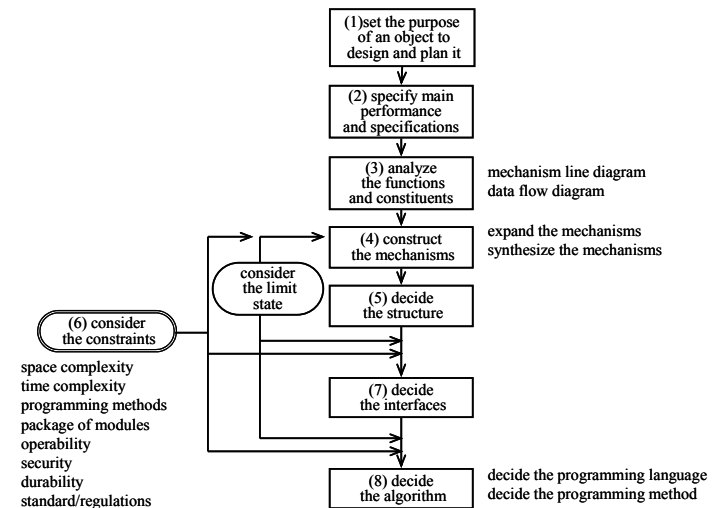 (1)set the purpose
of an object to
design and plan it
(2) specify main
performance
and specifications
(3) analyze
the functions
and constituents
mechanism line diagram
data flow diagram
(4) construct
the mechanisms
expand the mechanisms
synthesize the mechanisms
consider
the limit
state
(5) decide
the structure
(6) consider
the constraints
space complexity
time complexity
programming methods
package of modules
operability
security
durability
standard/regulations
(7) decide
the interfaces
(8) decide
the algorithm
decide the programming language
decide the programming method